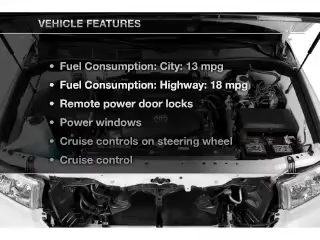 VEHICLE FEATURES
• Fuel Consumption: City: 13 mpg
• Fuel Consumption: Highway: 18 mpg
• Remote power door locks
• Power windows
• Cruise controls on steering wheel
• Cruise control